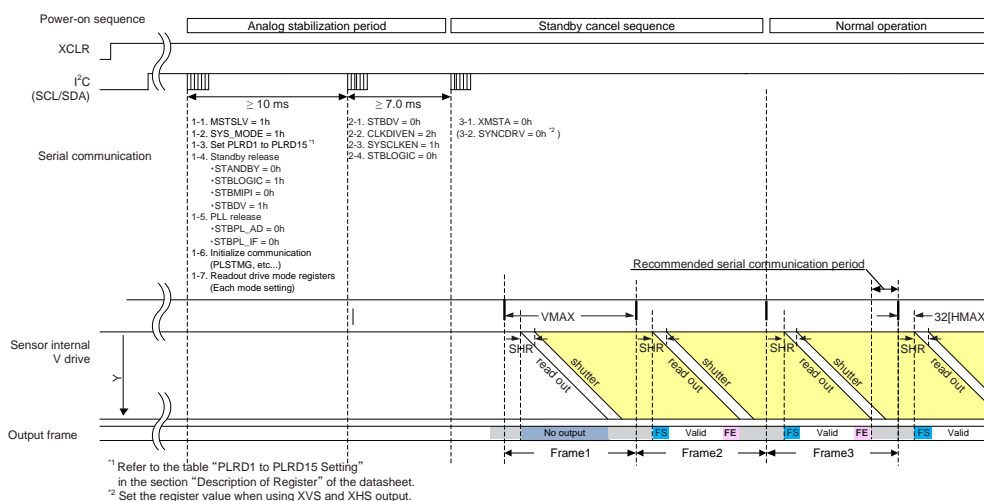 Power-on sequence
Analog stabilization period
Standby cancel sequence
Normal operation
XCLR
I2C
(SCL/SDA)
≥ 10 ms
≥ 7.0 ms
Serial communication
1-1. MSTSLV = 1h
1-2. SYS_MODE = 1h
1-3. Set PLRD1 to PLRD15 *1
1-4. Standby release
・STANDBY = 0h
・STBLOGIC = 1h
・STBMIPI = 0h
・STBDV = 1h
1-5. PLL release
・STBPL_AD = 0h
・STBPL_IF = 0h
1-6. Initialize communication
(PLSTMG, etc...)
1-7. Readout drive mode registers
(Each mode setting)
2-1. STBDV = 0h
2-2. CLKDIVEN = 2h
2-3. SYSCLKEN = 1h
2-4. STBLOGIC = 0h
3-1. XMSTA = 0h
(3-2. SYNCDRV = 0h *2)
Recommended serial communication period
VMAX
32[HMAX
Sensor internal
V drive
Y
SHR
read out
shutter
SHR
read out
shutter
SHR
read out
shutter
SHR
read out
Output frame
No output
FS
Valid
FE
FS
Valid
FE
FS
Valid
Frame1
Frame2
Frame3
*1 Refer to the table “PLRD1 to PLRD15 Setting”
in the section “Description of Register” of the datasheet.
*2 Set the register value when using XVS and XHS output.